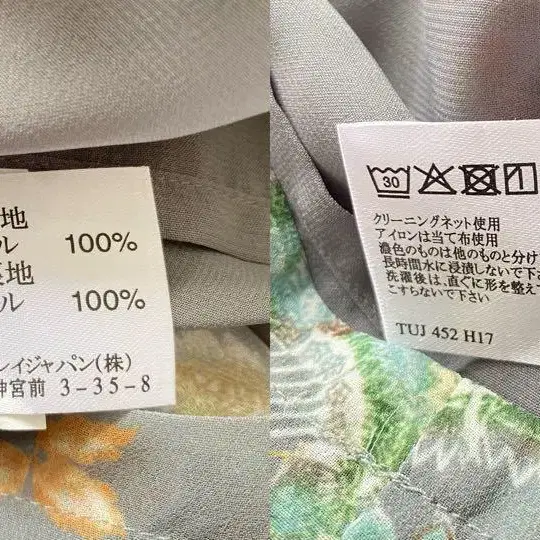 地
ル 100%
裏地
ル 100%
レイジャパン(株)
神宮前 3-35-8
30
クリーニングネット使用
アイロンは当て布使用
濃色のものは他のものと分け
長時間水に浸漬しないで下
洗濯後は、直ぐに形を整えて
こすらないで下さい
TUJ 452 H17